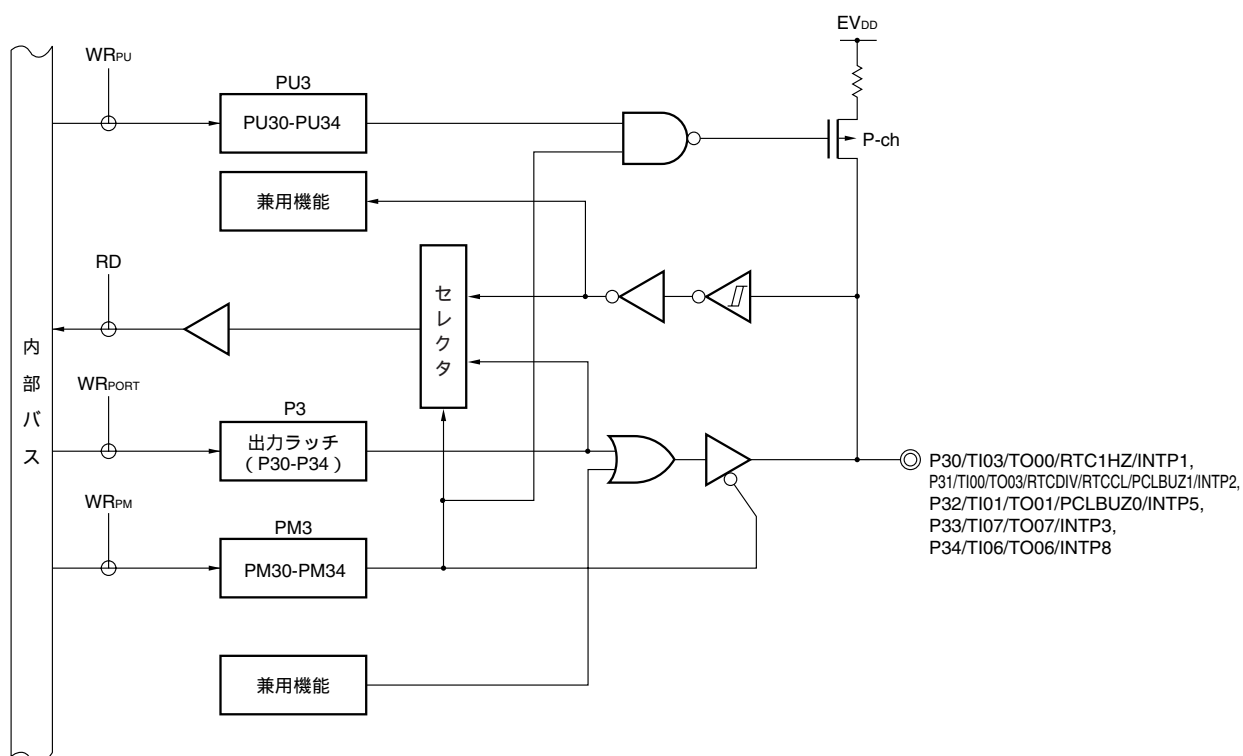 EVDD
WRPU
PU3
PU30-PU34
P-ch
兼用機能
RD
セレクタ
内部バス
WRPORT
P3
出力ラッチ
(P30-P34)
P30/TI03/TO00/RTC1HZ/INTP1,
P31/TI00/TO03/RTCDIV/RTCCL/PCLBUZ1/INTP2,
P32/TI01/TO01/PCLBUZ0/INTP5,
P33/TI07/TO07/INTP3,
P34/TI06/TO06/INTP8
WRPM
PM3
PM30-PM34
兼用機能